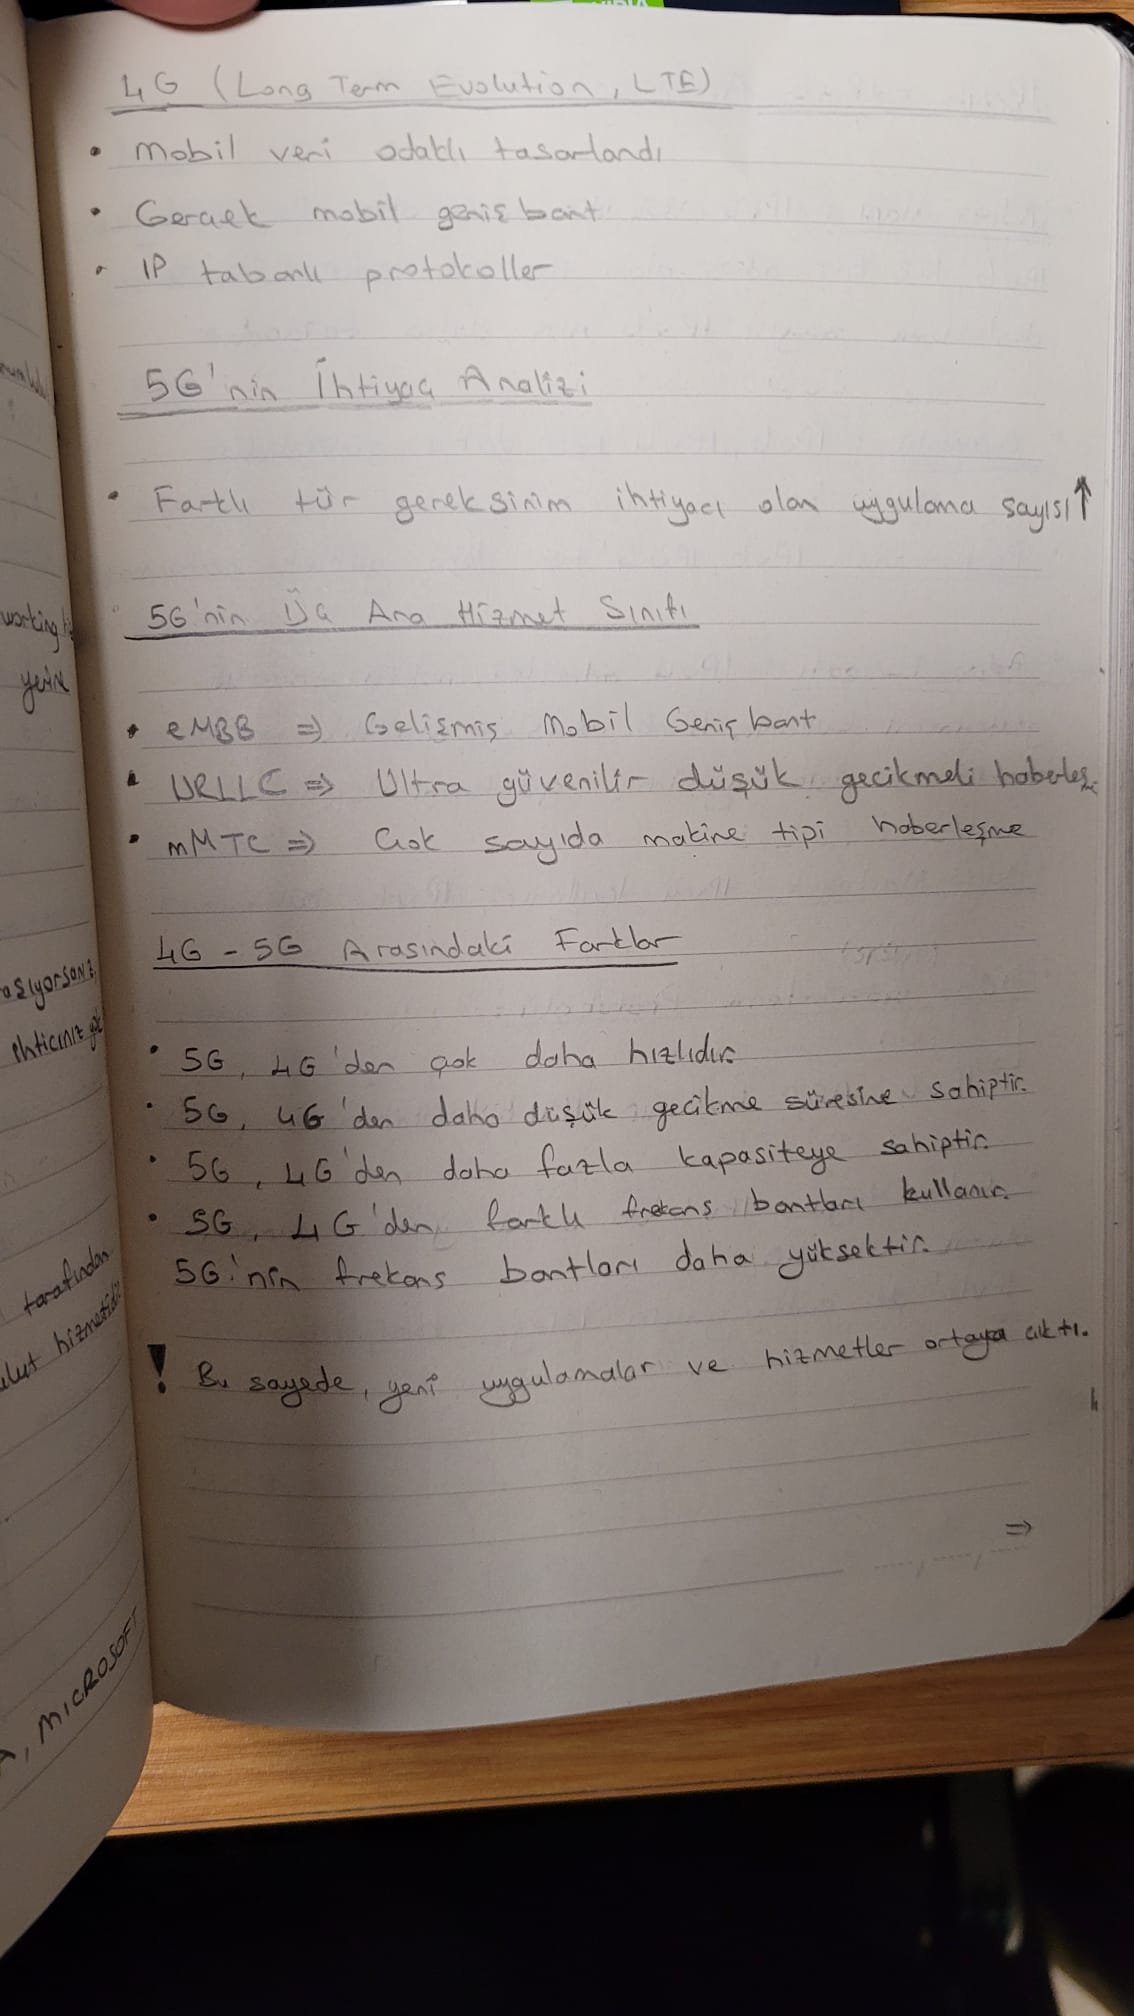 4G (Long Term Evolution, LTE)
• Mobil veri odaklı tasarlandı
• Gerçek mobil geniş bant
• IP tabanlı protokoller
5G'nin İhtiyaç Analizi
• Farklı tür gereksinim ihtiyacı olan uygulama sayısı ↑
5G'nin Üç Ana Hizmet Sınıfı
• eMBB => Gelişmiş Mobil Geniş bant
• URLLC => Ultra güvenilir düşük gecikmeli haberleş.
• mMTC => Çok sayıda makine tipi haberleşme
4G - 5G Arasındaki Farklar
• 5G, 4G'den çok daha hızlıdır.
• 5G, 4G'den daha düşük gecikme süresine sahiptir.
• 5G, 4G'den daha fazla kapasiteye sahiptir.
• 5G, 4G'den farklı frekans bantları kullanır.
5G'nin frekans bantları daha yüksektir.
! Bu sayede, yeni uygulamalar ve hizmetler ortaya çıktı.
=>
working
yerine
tarafından
hizmetidir
MICROSOFT